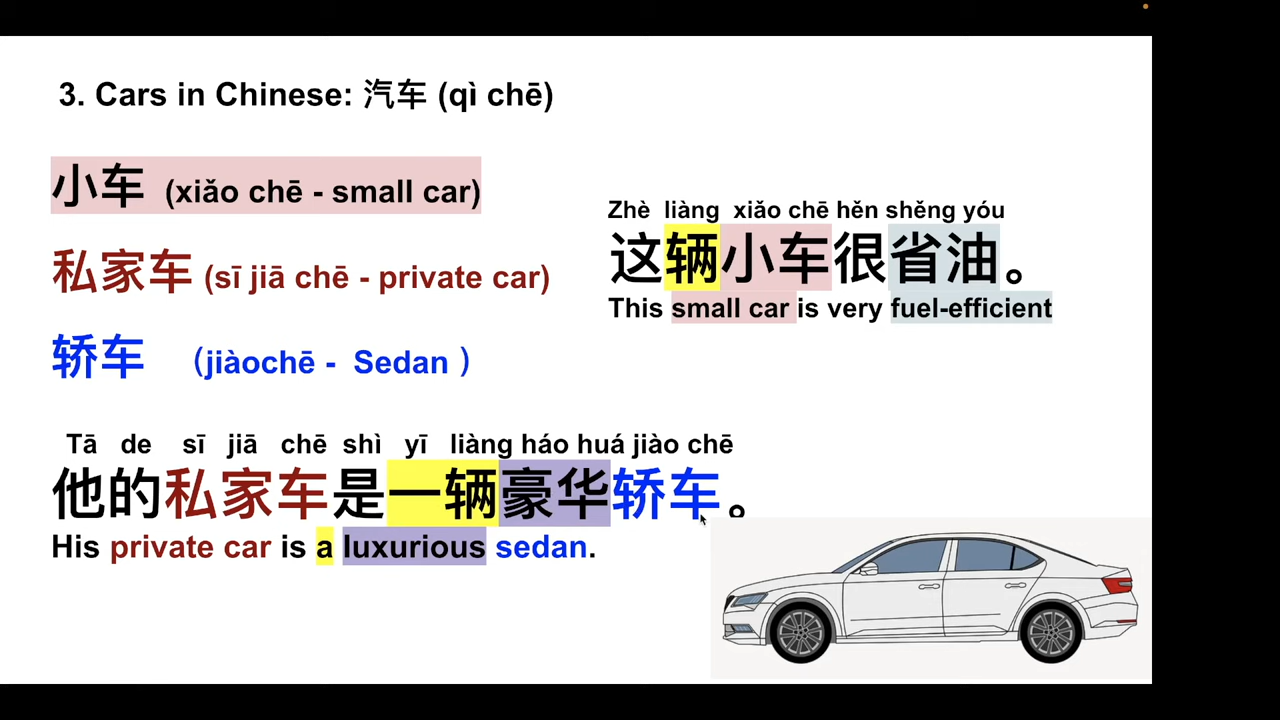 3. Cars in Chinese: 汽车 (qì chē)
小车 (xiǎo chē - small car)
私家车 (sī jiā chē - private car)
轿车 （jiàochē - Sedan ）
Zhè liàng xiǎo chē hěn shěng yóu
这辆小车很省油。
This small car is very fuel-efficient
Tā de sī jiā chē shì yī liàng háo huá jiào chē
他的私家车是一辆豪华轿车。
His private car is a luxurious sedan.